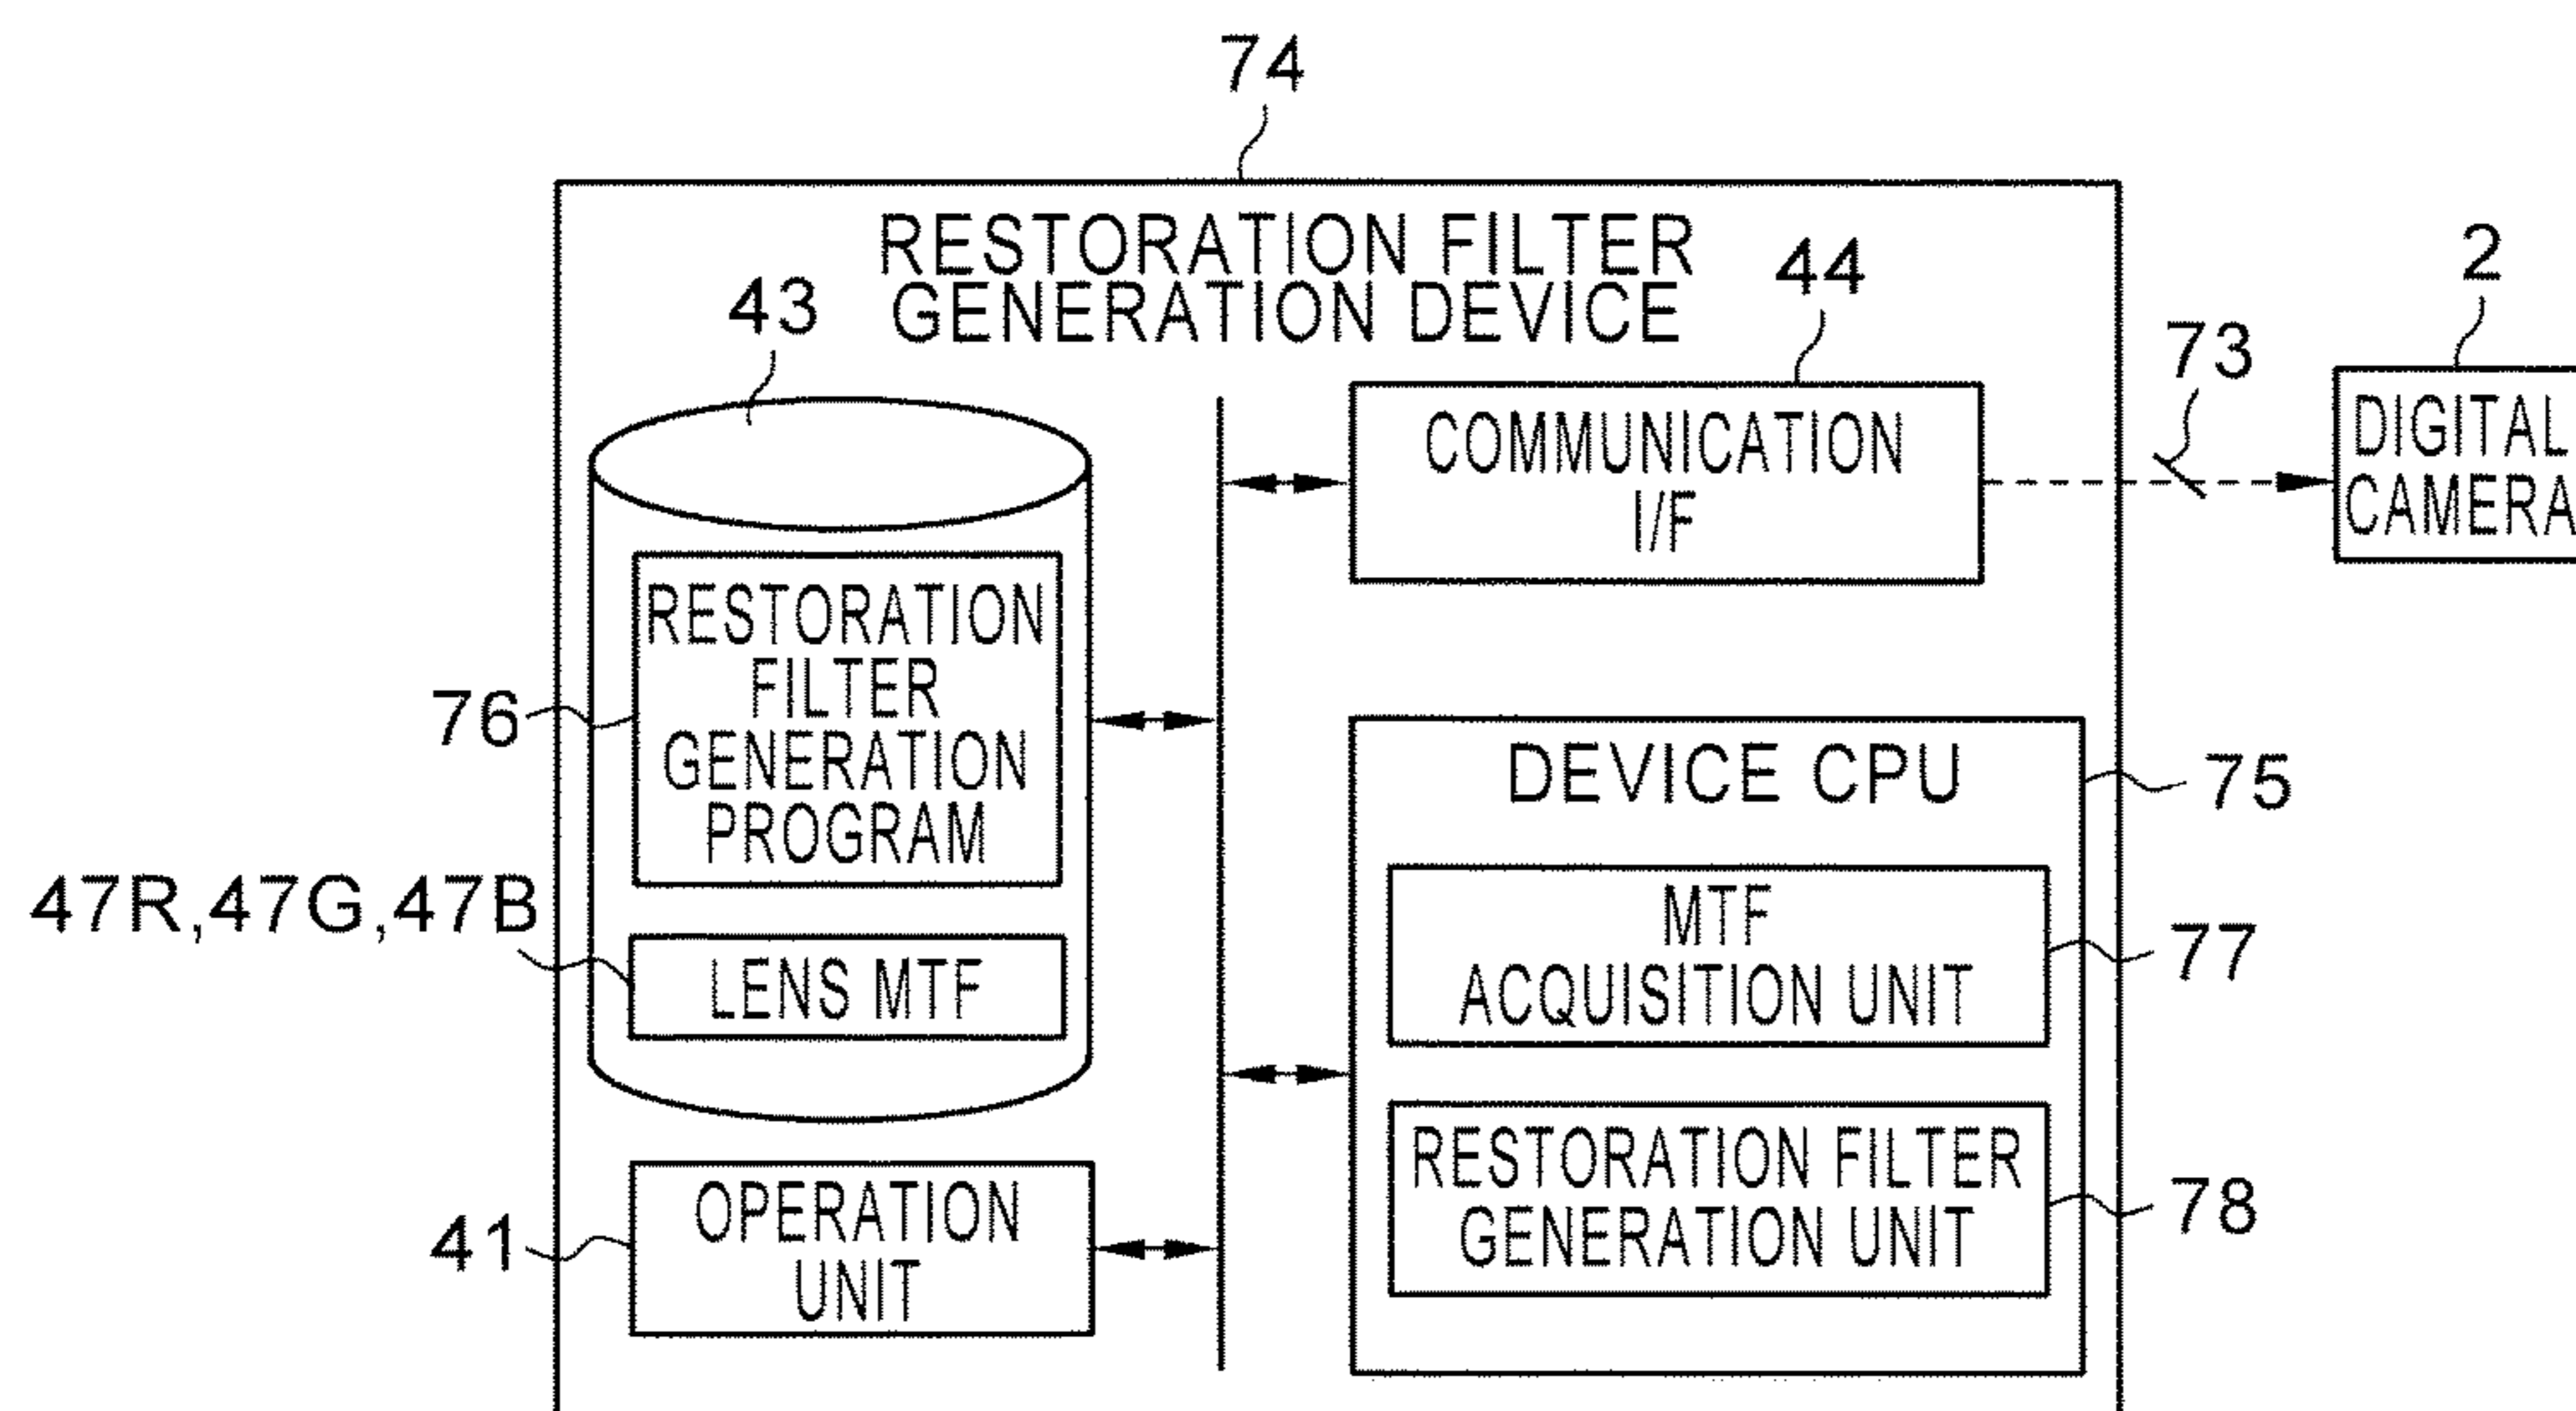 74
RESTORATION FILTER
GENERATION DEVICE
43
44
2
73
COMMUNICATION
I/F
DIGITAL
CAMERA
76
RESTORATION
FILTER
GENERATION
PROGRAM
47R,47G,47B
LENS MTF
DEVICE CPU
75
MTF
ACQUISITION UNIT
77
RESTORATION FILTER
GENERATION UNIT
78
41
OPERATION
UNIT